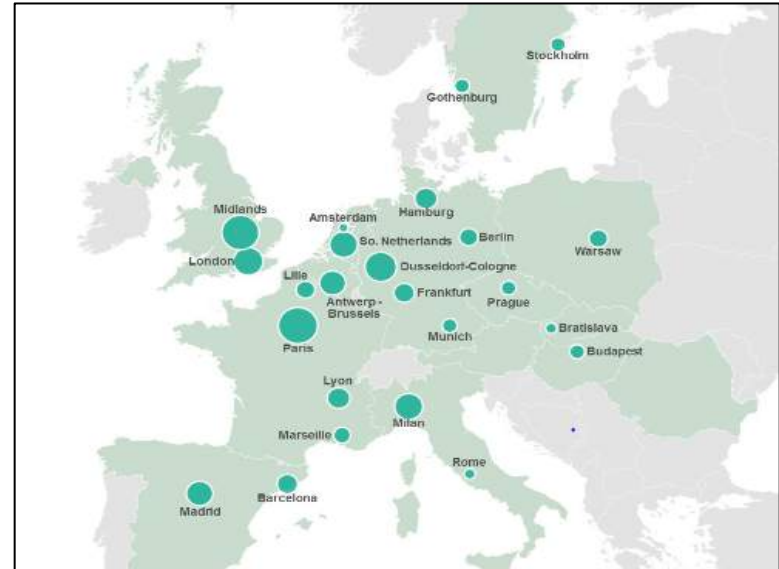 Stockholm
Gothenburg
Midlands
Amsterdam
Hamburg
So. Netherlands
Berlin
Warsaw
London
Lille
Dusseldorf-Cologne
Antwerp -
Brussels
Frankfurt
Prague
Paris
Munich
Bratislava
Budapest
Lyon
Milan
Marseille
Rome
Madrid
Barcelona